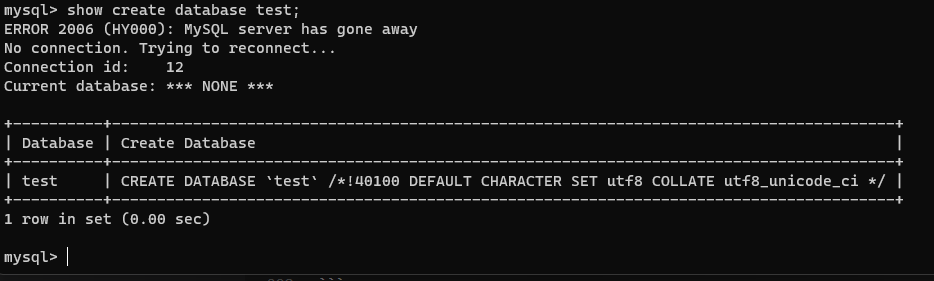 mysql> show create database test;
ERROR 2006 (HY000): MySQL server has gone away
No connection. Trying to reconnect...
Connection id:    12
Current database: *** NONE ***

+----------+---------------------------------------------------------------------------------------+
| Database | Create Database                                                                       |
+----------+---------------------------------------------------------------------------------------+
| test     | CREATE DATABASE `test` /*!40100 DEFAULT CHARACTER SET utf8 COLLATE utf8_unicode_ci */ |
+----------+---------------------------------------------------------------------------------------+
1 row in set (0.00 sec)

mysql>